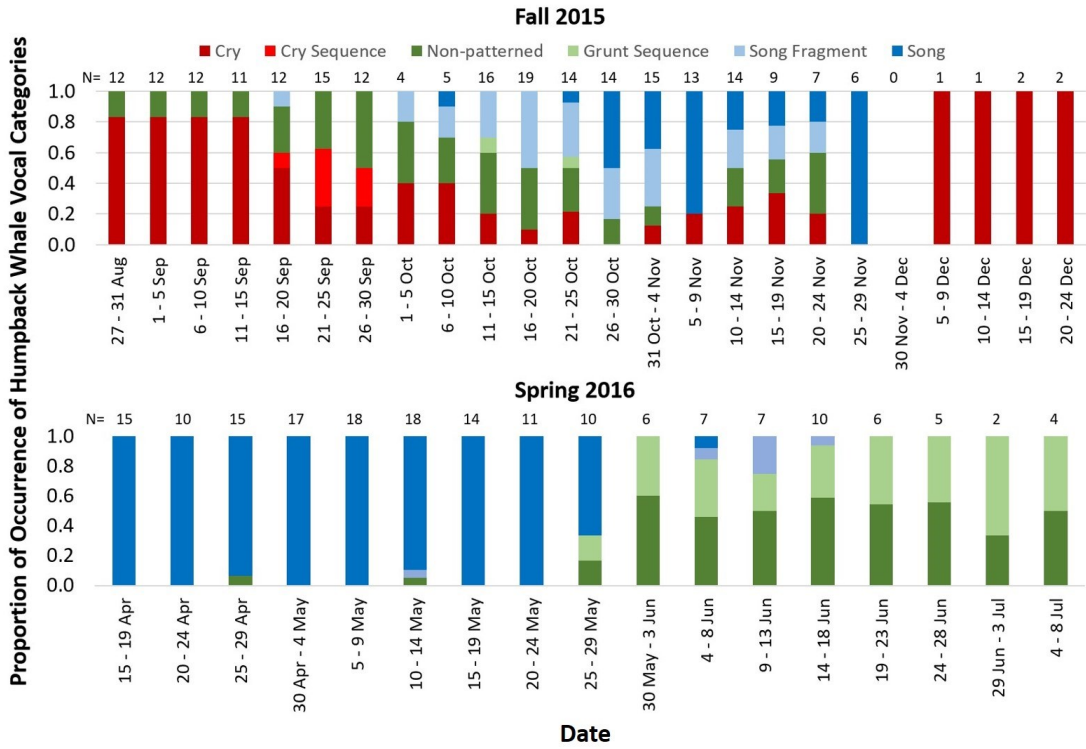 Fall 2015
Cry Cry Sequence Non-patterned Grunt Sequence Song Fragment Song
N= 12 12 12 11 12 15 12 4 5 16 19 14 14 15 13 14 9 7 6 0 1 1 2 2
1.0
0.8
0.6
0.4
0.2
0.0
27 - 31 Aug
1 - 5 Sep
6 - 10 Sep
11 - 15 Sep
16 - 20 Sep
21 - 25 Sep
26 - 30 Sep
1 - 5 Oct
6 - 10 Oct
11 - 15 Oct
16 - 20 Oct
21 - 25 Oct
26 - 30 Oct
31 Oct - 4 Nov
5 - 9 Nov
10 - 14 Nov
15 - 19 Nov
20 - 24 Nov
25 - 29 Nov
30 Nov - 4 Dec
5 - 9 Dec
10 - 14 Dec
15 - 19 Dec
20 - 24 Dec
Proportion of Occurrence of Humpback Whale Vocal Categories
Spring 2016
N= 15 10 15 17 18 18 14 11 10 6 7 7 10 6 5 2 4
1.0
0.8
0.6
0.4
0.2
0.0
15 - 19 Apr
20 - 24 Apr
25 - 29 Apr
30 Apr - 4 May
5 - 9 May
10 - 14 May
15 - 19 May
20 - 24 May
25 - 29 May
30 May - 3 Jun
4 - 8 Jun
9 - 13 Jun
14 - 18 Jun
19 - 23 Jun
24 - 28 Jun
29 Jun - 3 Jul
4 - 8 Jul
Date